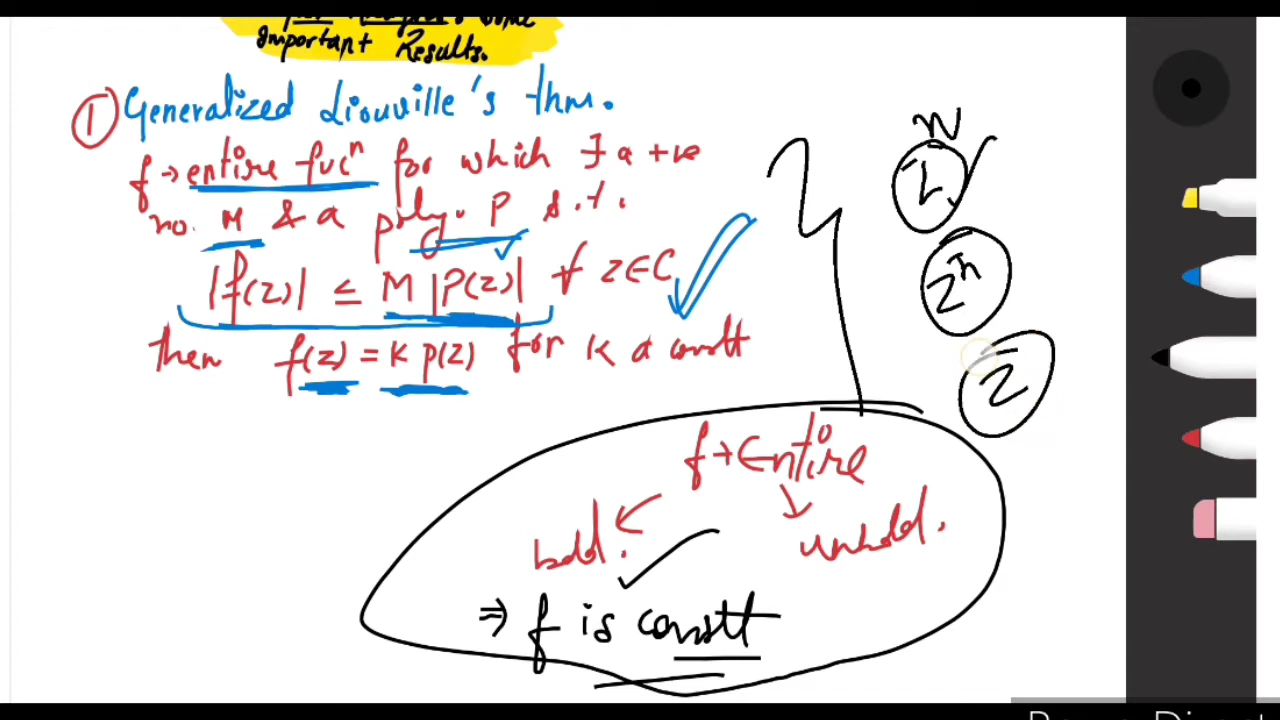 Important Results.
① Generalized Liouville's thm.
f → entire fucⁿ for which ∃ a +ve
no. M & a poly. P s.t.
|f(z)| ≤ M |P(z)| ∀ z∈C
then f(z) = K p(z) for K a constt
n
z
zⁿ
z
f → Entire
bdd. unbdd.
⇒ f is constt